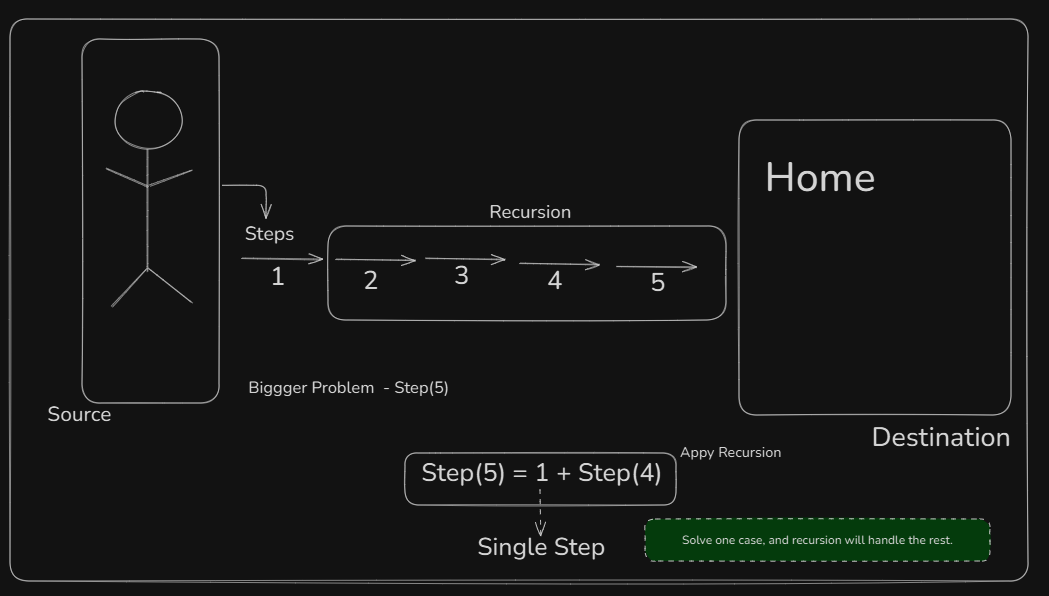 Home
Recursion
Steps
1
2
3
4
5
Biggger Problem - Step(5)
Source
Destination
Appy Recursion
Step(5) = 1 + Step(4)
Solve one case, and recursion will handle the rest.
Single Step